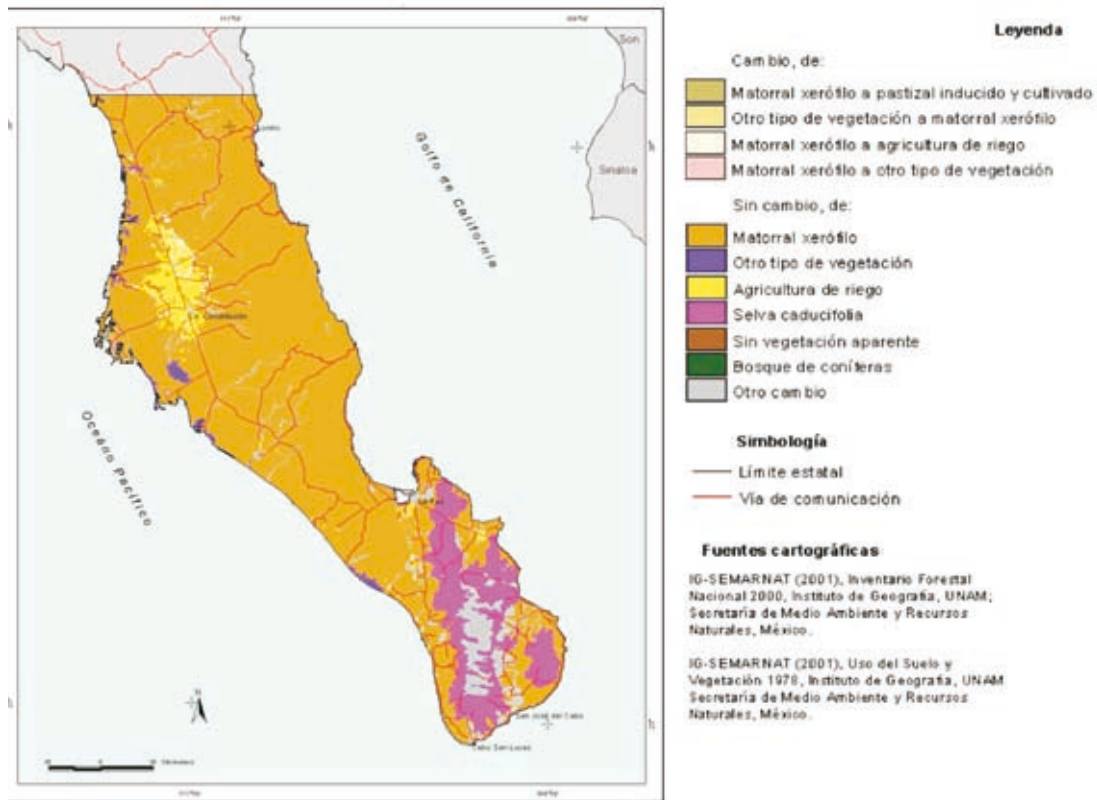 Son
Sinaloa
Loreto
Golfo de California
Cd. Constitución
Océano Pacífico
San José del Cabo
Cabo San Lucas
N
Leyenda
Cambio, de:
Matorral xerófilo a pastizal inducido y cultivado
Otro tipo de vegetación a matorral xerófilo
Matorral xerófilo a agricultura de riego
Matorral xerófilo a otro tipo de vegetación
Sin cambio, de:
Matorral xerófilo
Otro tipo de vegetación
Agricultura de riego
Selva caducifolia
Sin vegetación aparente
Bosque de coníferas
Otro cambio
Simbología
Límite estatal
Vía de comunicación
Fuentes cartográficas
IG-SEMARNAT (2001), Inventario Forestal
Nacional 2000, Instituto de Geografía, UNAM;
Secretaría de Medio Ambiente y Recursos
Naturales, México.
IG-SEMARNAT (2001), Uso del Suelo y
Vegetación 1978, Instituto de Geografía, UNAM
Secretaría de Medio Ambiente y Recursos
Naturales, México.